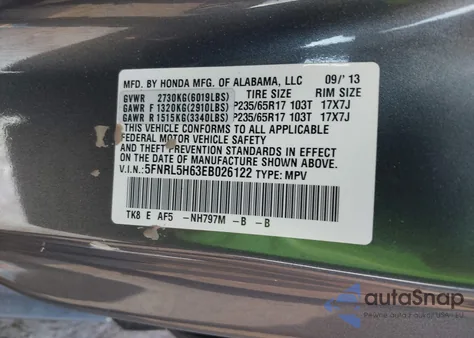 MFD. BY HONDA MFG. OF ALABAMA, LLC 09/'13
GVWR 2730KG(6019LBS) TIRE SIZE RIM SIZE
GAWR F 1320KG(2910LBS) P235/65R17 103T 17X7J
GAWR R 1515KG(3340LBS) P235/65R17 103T 17X7J
THIS VEHICLE CONFORMS TO ALL APPLICABLE
FEDERAL MOTOR VEHICLE SAFETY
AND THEFT PREVENTION STANDARDS IN EFFECT
ON THE DATE OF MANUFACTURE SHOWN ABOVE.
V.I.N.: 5FNRL5H63EB026122 TYPE: MPV
TK8 E AF5 -NH797M -B -B
autoSnap